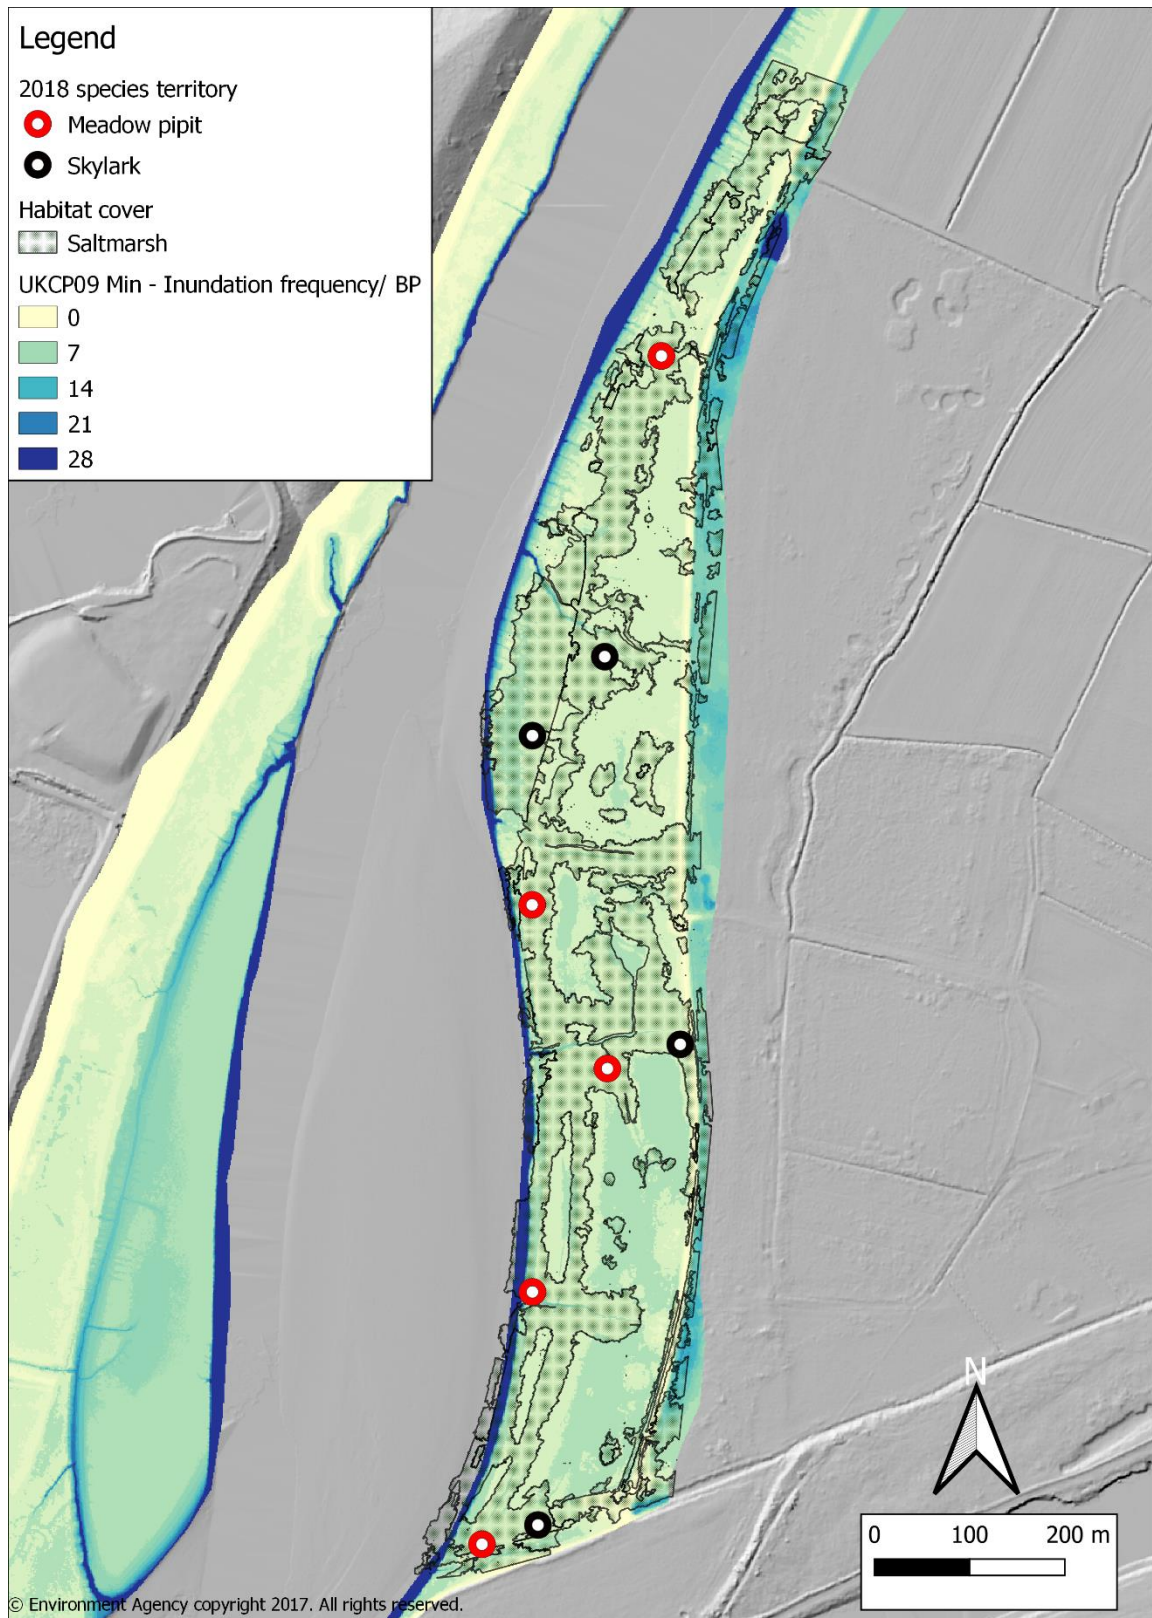 Legend
2018 species territory
Meadow pipit
Skylark
Habitat cover
Saltmarsh
UKCP09 Min - Inundation frequency/ BP
0
7
14
21
28
N
0 100 200 m
© Environment Agency copyright 2017. All rights reserved.